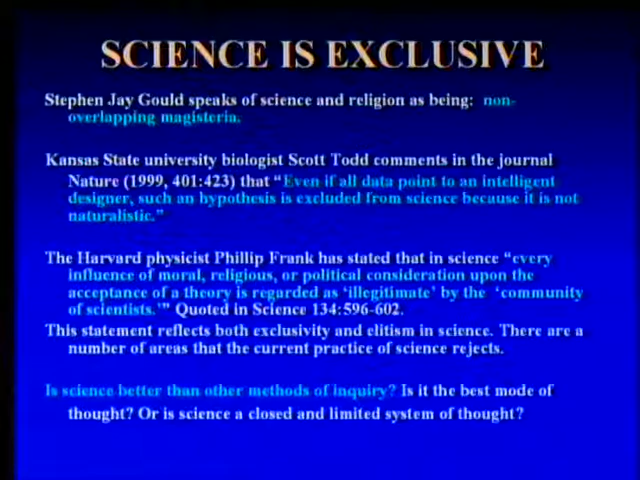 SCIENCE IS EXCLUSIVE
Stephen Jay Gould speaks of science and religion as being: non-
overlapping magisteria.
Kansas State university biologist Scott Todd comments in the journal
Nature (1999, 401:423) that “Even if all data point to an intelligent
designer, such an hypothesis is excluded from science because it is not
naturalistic.”
The Harvard physicist Phillip Frank has stated that in science “every
influence of moral, religious, or political consideration upon the
acceptance of a theory is regarded as ‘illegitimate’ by the ‘community
of scientists.’” Quoted in Science 134:596-602.
This statement reflects both exclusivity and elitism in science. There are a
number of areas that the current practice of science rejects.
Is science better than other methods of inquiry? Is it the best mode of
thought? Or is science a closed and limited system of thought?